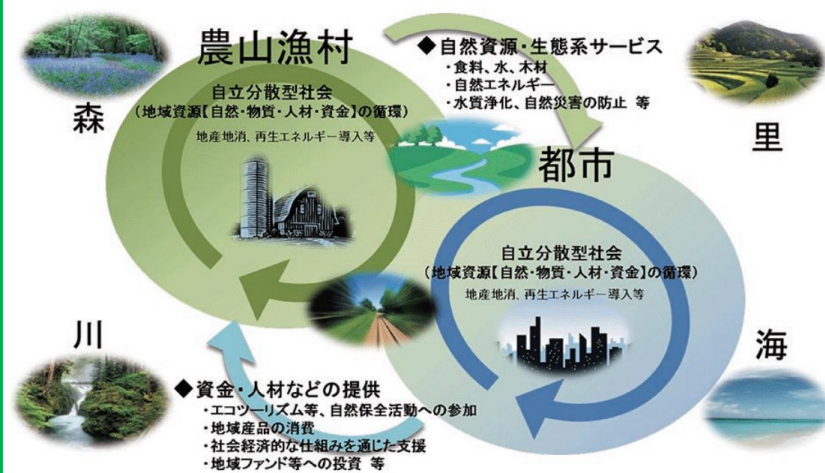 農山漁村
森
自立分散型社会
(地域資源【自然・物質・人材・資金】の循環)
地産地消、再生エネルギー導入等
◆自然資源・生態系サービス
・食料、水、木材
・自然エネルギー
・水質浄化、自然災害の防止 等
里
都市
自立分散型社会
(地域資源【自然・物質・人材・資金】の循環)
地産地消、再生エネルギー導入等
川
◆資金・人材などの提供
・エコツーリズム等、自然保全活動への参加
・地域産品の消費
・社会経済的な仕組みを通じた支援
・地域ファンド等への投資 等
海